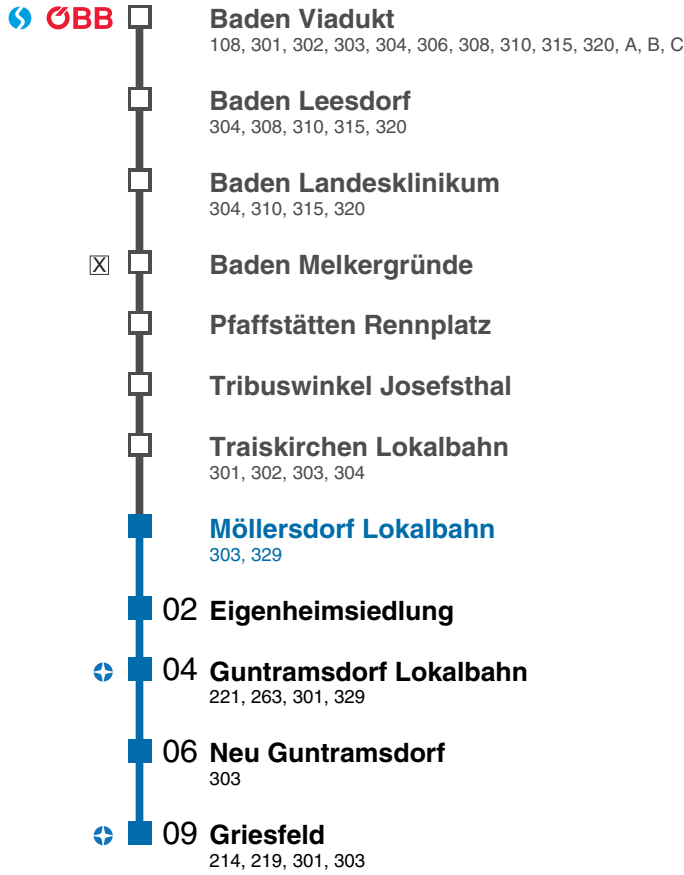 ÖBB Baden Viadukt
108, 301, 302, 303, 304, 306, 308, 310, 315, 320, A, B, C
Baden Leesdorf
304, 308, 310, 315, 320
Baden Landesklinikum
304, 310, 315, 320
X Baden Melkergründe
Pfaffstätten Rennplatz
Tribuswinkel Josefsthal
Traiskirchen Lokalbahn
301, 302, 303, 304
Möllersdorf Lokalbahn
303, 329
02 Eigenheimsiedlung
04 Guntramsdorf Lokalbahn
221, 263, 301, 329
06 Neu Guntramsdorf
303
09 Griesfeld
214, 219, 301, 303